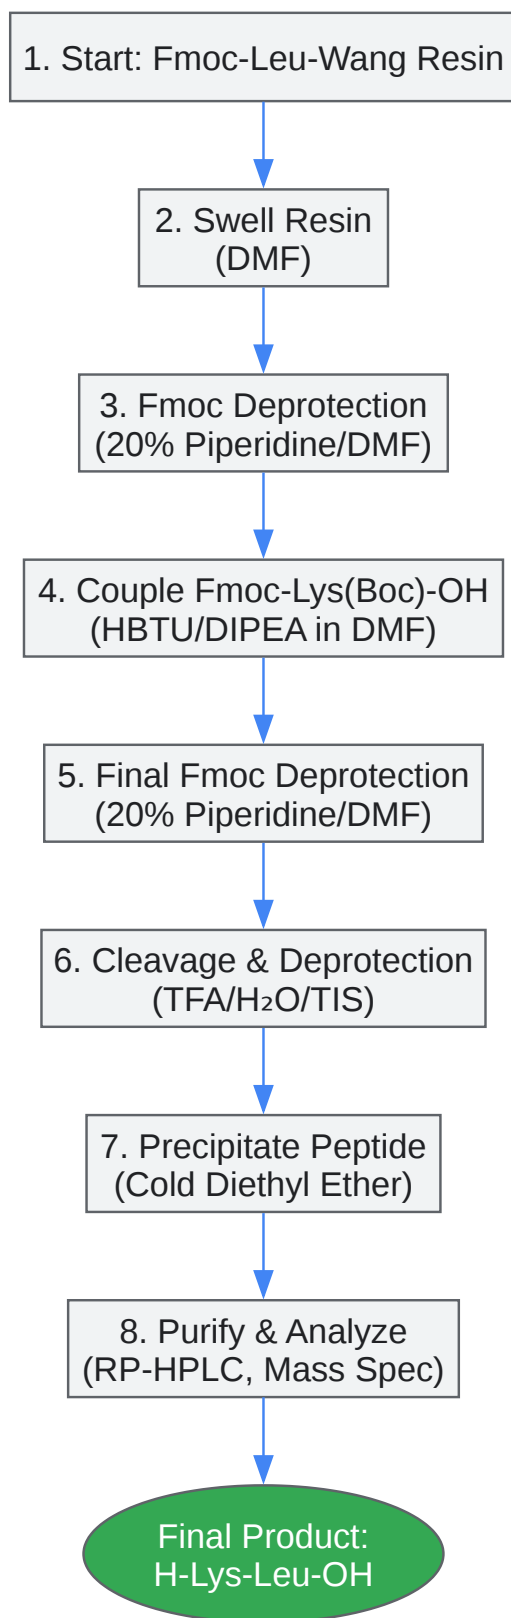 1. Start: Fmoc-Leu-Wang Resin
2. Swell Resin
(DMF)
3. Fmoc Deprotection
(20% Piperidine/DMF)
4. Couple Fmoc-Lys(Boc)-OH
(HBTU/DIPEA in DMF)
5. Final Fmoc Deprotection
(20% Piperidine/DMF)
6. Cleavage & Deprotection
(TFA/H₂O/TIS)
7. Precipitate Peptide
(Cold Diethyl Ether)
8. Purify & Analyze
(RP-HPLC, Mass Spec)
Final Product:
H-Lys-Leu-OH